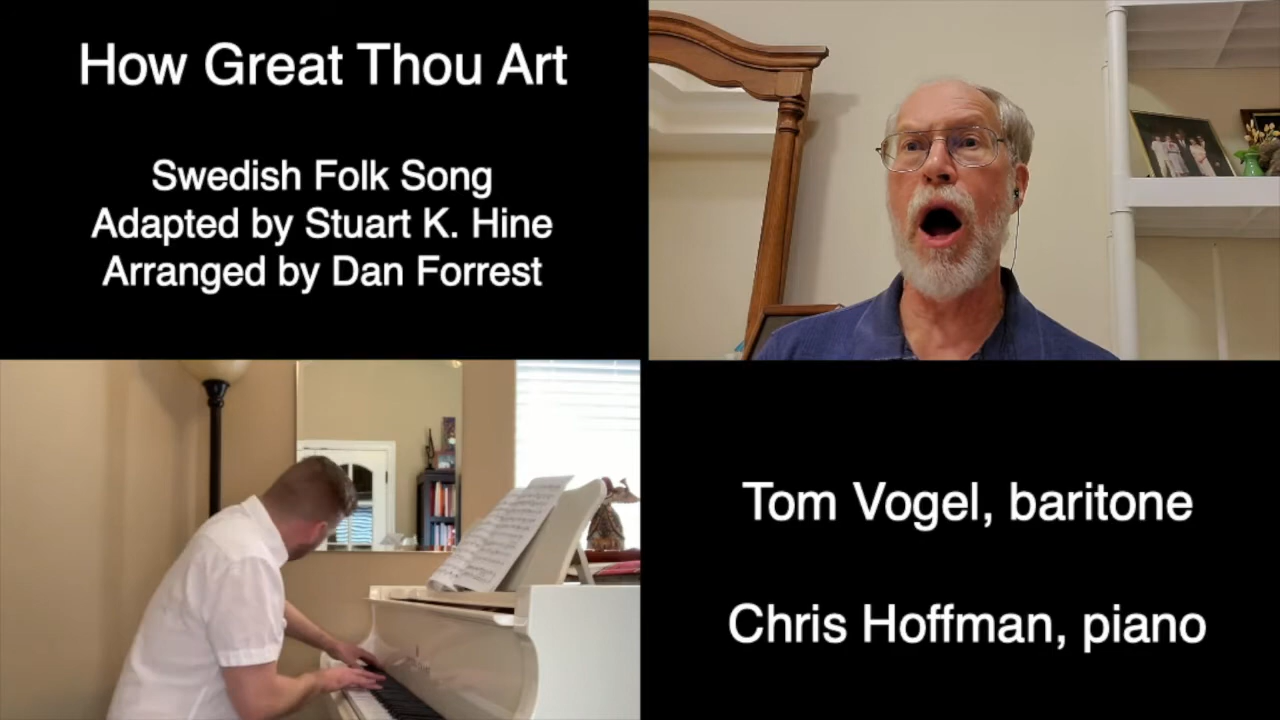 How Great Thou Art
Swedish Folk Song
Adapted by Stuart K. Hine
Arranged by Dan Forrest
Tom Vogel, baritone
Chris Hoffman, piano